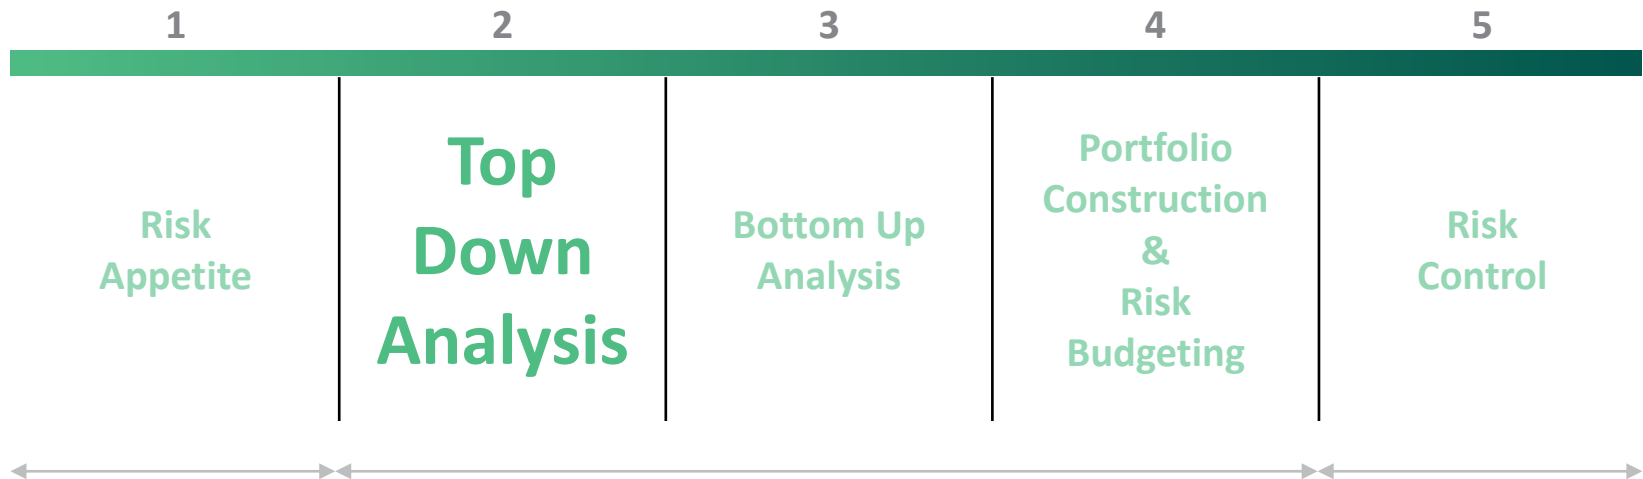 1
2
3
4
5
Risk
Appetite
Top
Down
Analysis
Bottom Up
Analysis
Portfolio
Construction
&
Risk
Budgeting
Risk
Control